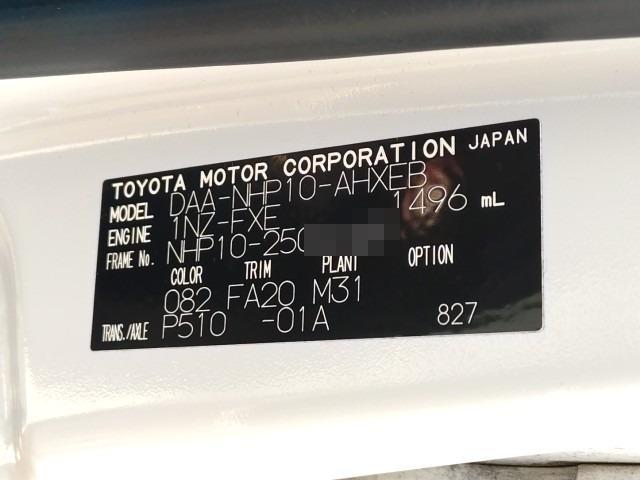 TOYOTA MOTOR CORPORATION JAPAN
MODEL DAA-NHP10-AHXEB
ENGINE 1NZ-FXE 1496 mL
FRAME No. NHP10-250
COLOR TRIM PLANT OPTION
082 FA20 M31
TRANS./AXLE P510 -01A 827